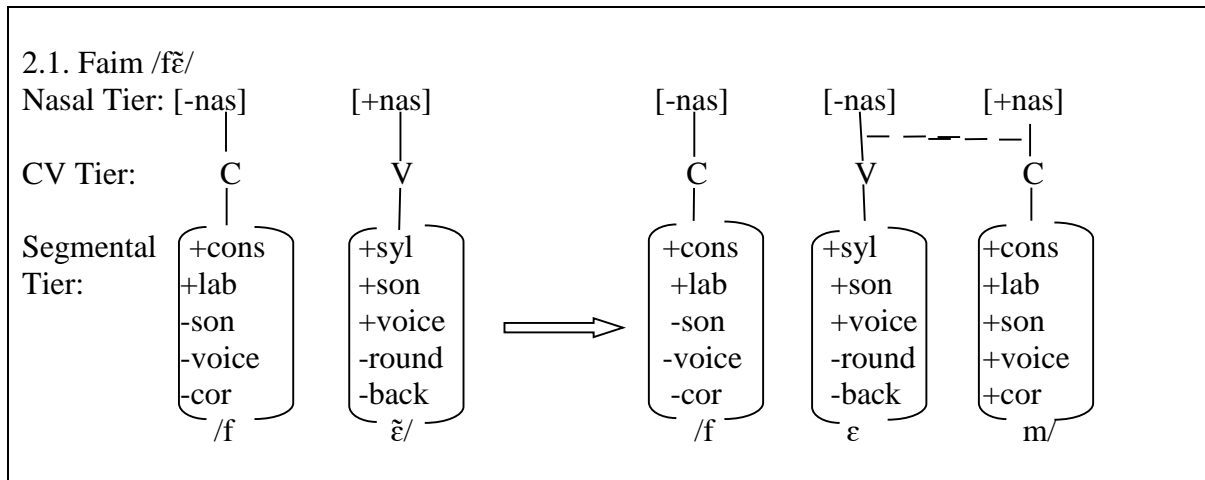 2.1. Faim /fɛ̃/
Nasal Tier: [-nas] [+nas] [-nas] [-nas] [+nas]
CV Tier: C V C V C
Segmental +cons +syl +cons +syl +cons
Tier: +lab +son +lab +son +lab
-son +voice -son +voice +son
-voice -round -voice -round +voice
-cor -back -cor -back +cor
/f ɛ̃/ /f ɛ m/